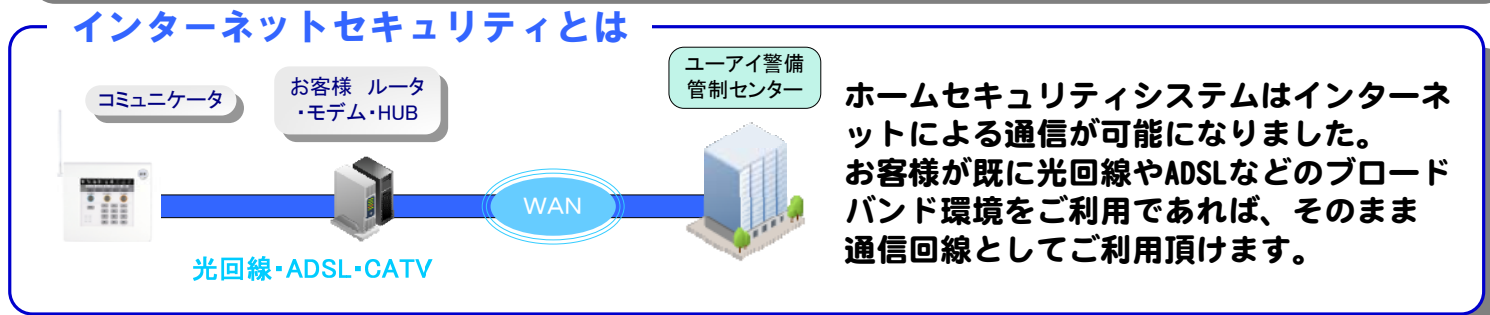 インターネットセキュリティとは
コミュニケータ
お客様 ルータ
・モデム・HUB
ユーアイ警備
管制センター
WAN
光回線・ADSL・CATV
ホームセキュリティシステムはインターネ
ットによる通信が可能になりました。
お客様が既に光回線やADSLなどのブロード
バンド環境をご利用であれば、そのまま
通信回線としてご利用頂けます。